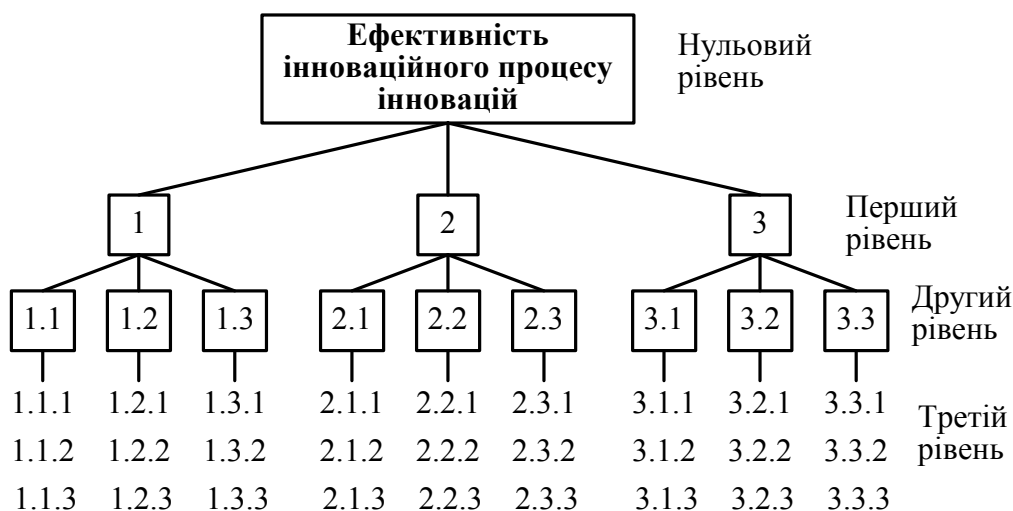 Ефективність
інноваційного процесу
інновацій
Нульовий
рівень
1 2 3
Перший
рівень
1.1 1.2 1.3 2.1 2.2 2.3 3.1 3.2 3.3
Другий
рівень
1.1.1 1.2.1 1.3.1 2.1.1 2.2.1 2.3.1 3.1.1 3.2.1 3.3.1
1.1.2 1.2.2 1.3.2 2.1.2 2.2.2 2.3.2 3.1.2 3.2.2 3.3.2
1.1.3 1.2.3 1.3.3 2.1.3 2.2.3 2.3.3 3.1.3 3.2.3 3.3.3
Третій
рівень